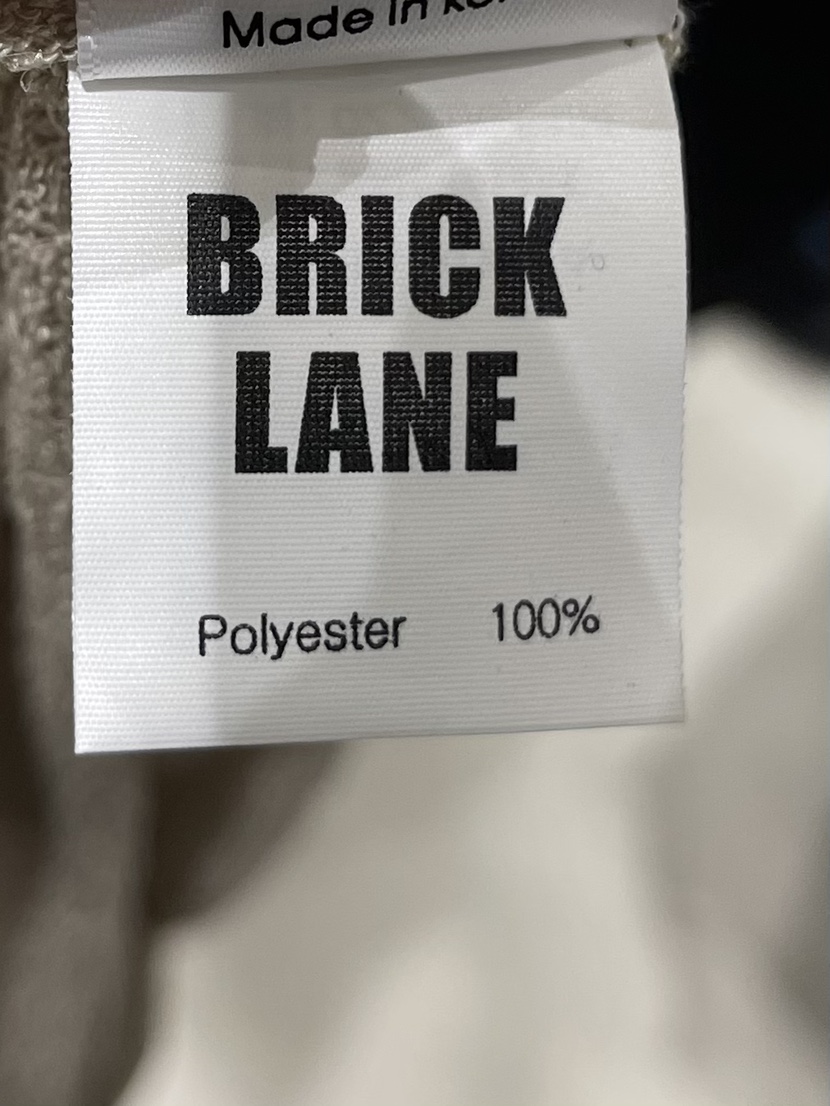 Made in
BRICK
LANE
Polyester 100%